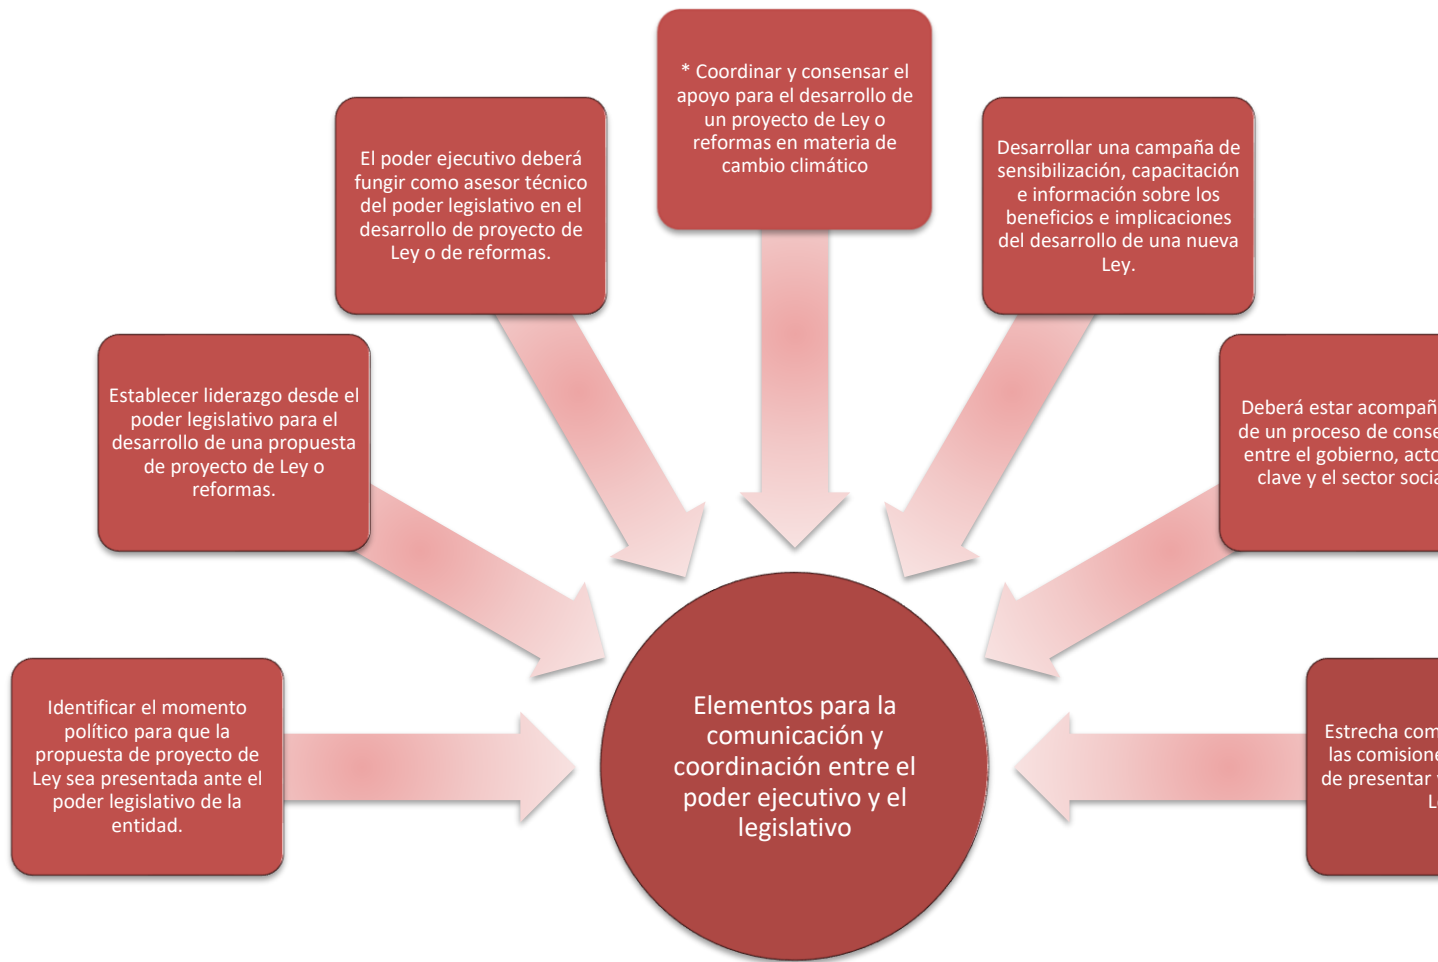 * Coordinar y consensar el
apoyo para el desarrollo de
un proyecto de Ley o
reformas en materia de
cambio climático
El poder ejecutivo deberá
fungir como asesor técnico
del poder legislativo en el
desarrollo de proyecto de
Ley o de reformas.
Desarrollar una campaña de
sensibilización, capacitación
e información sobre los
beneficios e implicaciones
del desarrollo de una nueva
Ley.
Establecer liderazgo desde el
poder legislativo para el
desarrollo de una propuesta
de proyecto de Ley o
reformas.
Deberá estar
de un proceso de
entre el gobierno,
clave y el sector
Identificar el momento
político para que la
propuesta de proyecto de
Ley sea presentada ante el
poder legislativo de la
entidad.
Elementos para la
comunicación y
coordinación entre el
poder ejecutivo y el
legislativo
Estrecha
las
de presentar